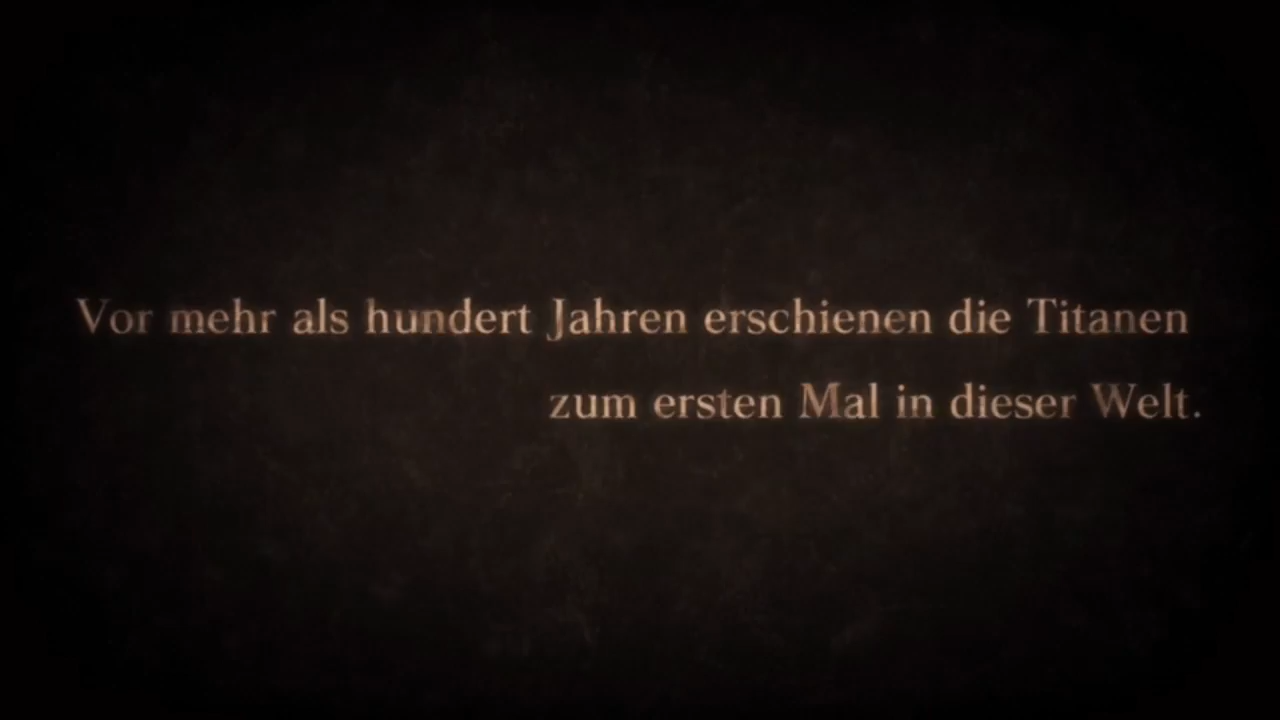 Vor mehr als hundert Jahren erschienen die Titanen
zum ersten Mal in dieser Welt.